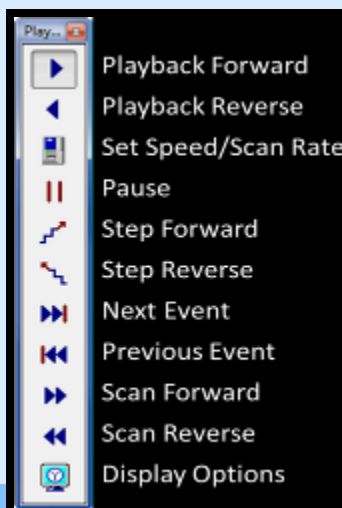 Play...
Playback Forward
Playback Reverse
Set Speed/Scan Rate
Pause
Step Forward
Step Reverse
Next Event
Previous Event
Scan Forward
Scan Reverse
Display Options